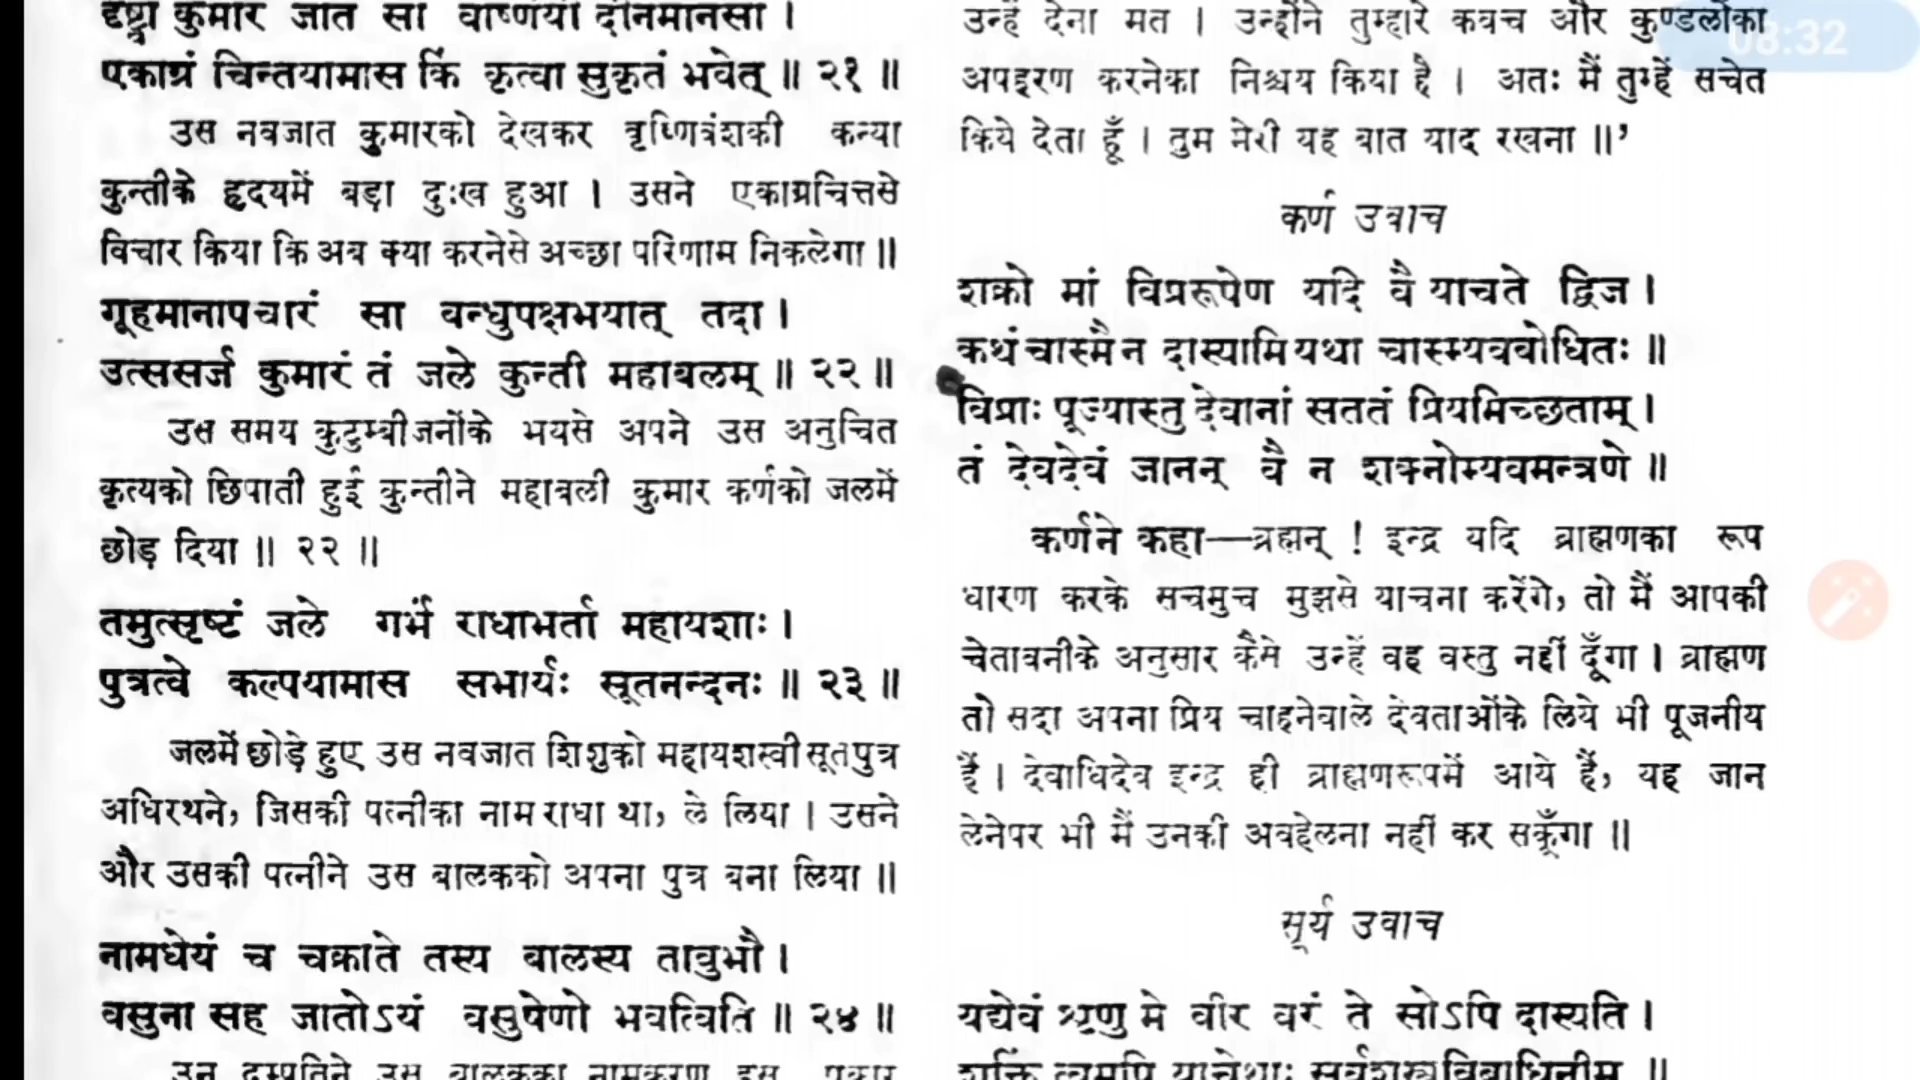 दृष्ट्वा कुमारं जातं सा वार्ष्णेयी दीनमानसा ।
एकाग्रं चिन्तयामास किं कृत्वा सुकृतं भवेत् ॥ २१ ॥
उस नवजात कुमारको देखकर वृष्णिवंशकी कन्या
कुन्तीके हृदयमें बड़ा दुःख हुआ । उसने एकाग्रचित्तसे
विचार किया कि अब क्या करनेसे अच्छा परिणाम निकलेगा ॥
गूहमानापचारं सा बन्धुपक्षभयात् तदा ।
उत्ससर्ज कुमारं तं जले कुन्ती महाबलम् ॥ २२ ॥
उस समय कुटुम्बीजनोंके भयसे अपने उस अनुचित
कृत्यको छिपाती हुई कुन्तीने महाबली कुमार कर्णको जलमें
छोड़ दिया ॥ २२ ॥
तमुत्सृष्टं जले गर्भं राधाभर्ता महायशाः ।
पुत्रत्वे कल्पयामास सभार्यः सूतनन्दनः ॥ २३ ॥
जलमें छोड़े हुए उस नवजात शिशुको महायशस्वी सूतपुत्र
अधिरथने, जिसकी पत्नीका नाम राधा था, ले लिया । उसने
और उसकी पत्नीने उस बालकको अपना पुत्र बना लिया ॥
नामधेयं च चक्राते तस्य बालस्य तावुभौ ।
वसुना सह जातोऽयं वसुषेणो भवत्विति ॥ २४ ॥
उन दम्पतिने उस बालकका नामकरण इस प्रकार
उन्हें देना मत । उन्होंने तुम्हारे कवच और कुण्डलोंका
08:32
अपहरण करनेका निश्चय किया है । अतः मैं तुम्हें सचेत
किये देता हूँ । तुम मेरी यह बात याद रखना ॥’
कर्ण उवाच
शक्रो मां विप्ररूपेण यदि वै याचते द्विज ।
कथं चास्मै न दास्यामि यथा चास्म्यवबोधितः ॥
विप्राः पूज्यास्तु देवानां सततं प्रियमिच्छताम् ।
तं देवदेवं जानन् वै न शक्नोम्यवमन्त्रणे ॥
कर्णने कहा—ब्रह्मन् ! इन्द्र यदि ब्राह्मणका रूप
धारण करके सचमुच मुझसे याचना करेंगे, तो मैं आपकी
चेतावनीके अनुसार कैसे उन्हें वह वस्तु नहीं दूँगा । ब्राह्मण
तो सदा अपना प्रिय चाहनेवाले देवताओंके लिये भी पूजनीय
हैं । देवाधिदेव इन्द्र ही ब्राह्मणरूपमें आये हैं, यह जान
लेनेपर भी मैं उनकी अवहेलना नहीं कर सकूँगा ॥
सूर्य उवाच
यद्येवं शृणु मे वीर वरं ते सोऽपि दास्यति ।
शक्तिं त्वमपि याचेथाः सर्वशस्त्रविबाधिनीम् ॥